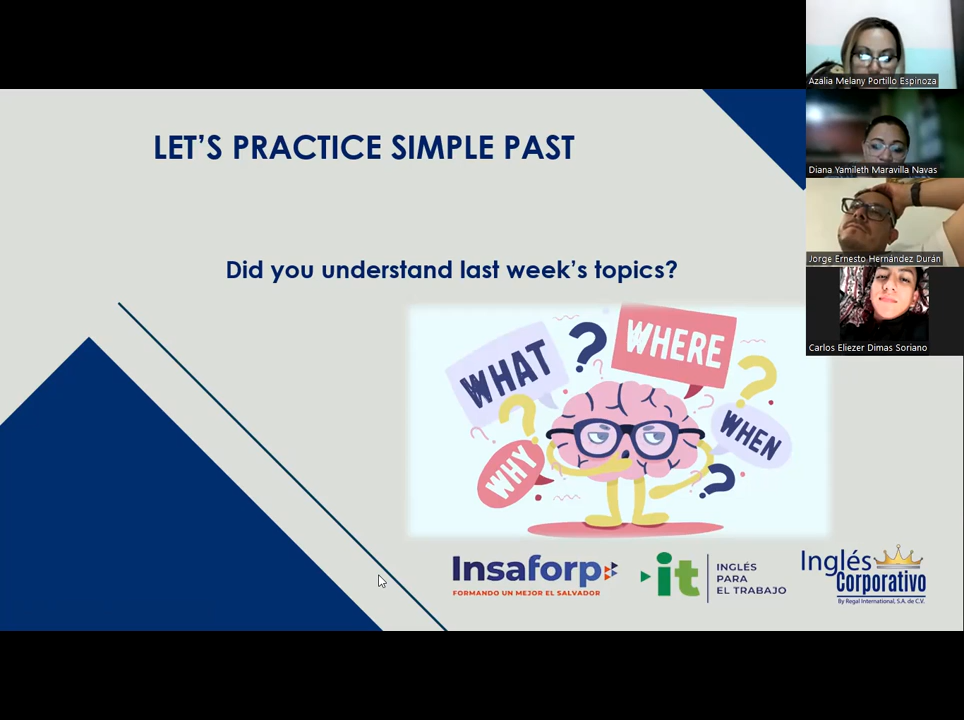 LET'S PRACTICE SIMPLE PAST
Did you understand last week's topics?
WHAT
WHERE
WHEN
WHY
Insaforp
FORMANDO UN MEJOR EL SALVADOR
it
INGLÉS
PARA
EL TRABAJO
Inglés
Corporativo
By Regal International, S.A. de C.V.
Azalia Melany Portillo Espinoza
Diana Yamileth Maravilla Navas
Jorge Ernesto Hernández Durán
Carlos Eliezer Dimas Soriano